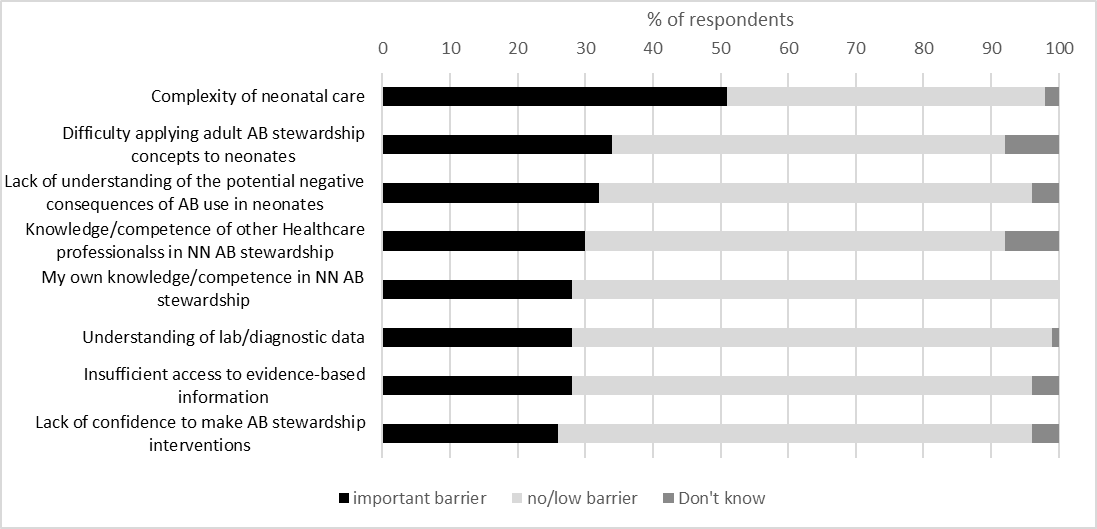 % of respondents
0 10 20 30 40 50 60 70 80 90 100
Complexity of neonatal care
Difficulty applying adult AB stewardship
concepts to neonates
Lack of understanding of the potential negative
consequences of AB use in neonates
Knowledge/competence of other Healthcare
professionalss in NN AB stewardship
My own knowledge/competence in NN AB
stewardship
Understanding of lab/diagnostic data
Insufficient access to evidence-based
information
Lack of confidence to make AB stewardship
interventions
important barrier no/low barrier Don't know